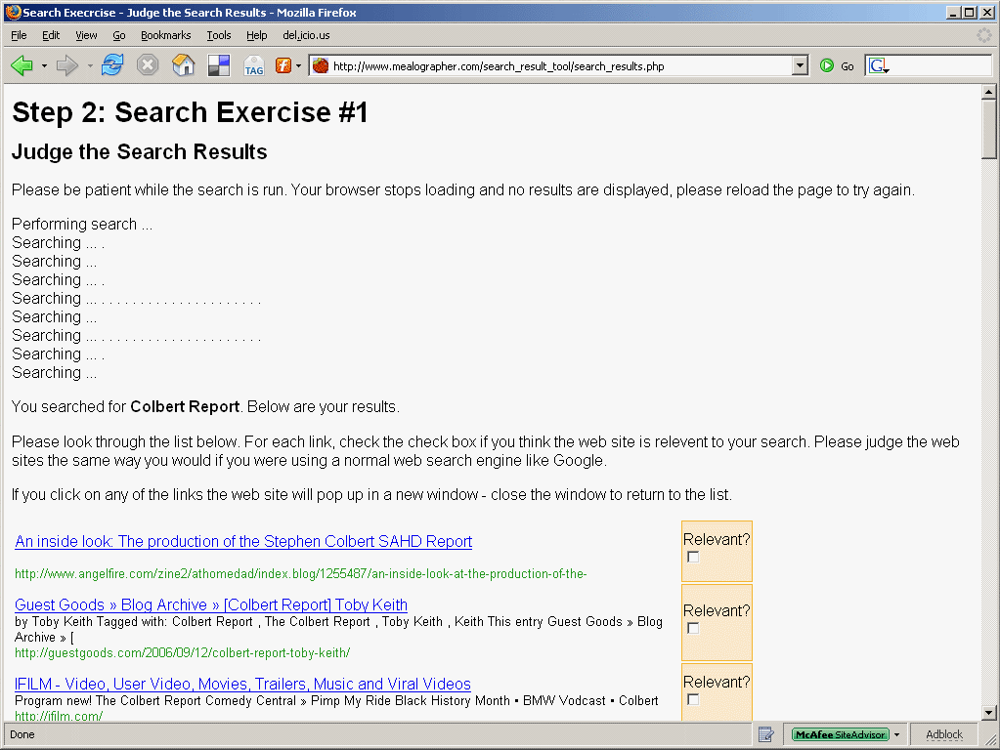 Search Execrcise - Judge the Search Results - Mozilla Firefox
File Edit View Go Bookmarks Tools Help del.icio.us
TAG http://www.mealographer.com/search_result_tool/search_results.php Go G
Step 2: Search Exercise #1
Judge the Search Results
Please be patient while the search is run. Your browser stops loading and no results are displayed, please reload the page to try again.
Performing search ...
Searching ... .
Searching ...
Searching ... .
Searching ... . . . . . . . . . . . . . . . . . . . . .
Searching ...
Searching ... . . . . . . . . . . . . . . . . . . . . .
Searching ... .
Searching ...
You searched for Colbert Report. Below are your results.
Please look through the list below. For each link, check the check box if you think the web site is relevent to your search. Please judge the web
sites the same way you would if you were using a normal web search engine like Google.
If you click on any of the links the web site will pop up in a new window - close the window to return to the list.
An inside look: The production of the Stephen Colbert SAHD Report
Relevant?
http://www.angelfire.com/zine2/athomedad/index.blog/1255487/an-inside-look-at-the-production-of-the-
Guest Goods » Blog Archive » [Colbert Report] Toby Keith
Relevant?
by Toby Keith Tagged with: Colbert Report , The Colbert Report , Toby Keith , Keith This entry Guest Goods » Blog
Archive » [
http://guestgoods.com/2006/09/12/colbert-report-toby-keith/
IFILM - Video, User Video, Movies, Trailers, Music and Viral Videos
Relevant?
Program new! The Colbert Report Comedy Central » Pimp My Ride Black History Month • BMW Vodcast • Colbert
http://ifilm.com/
Done McAfee SiteAdvisor Adblock